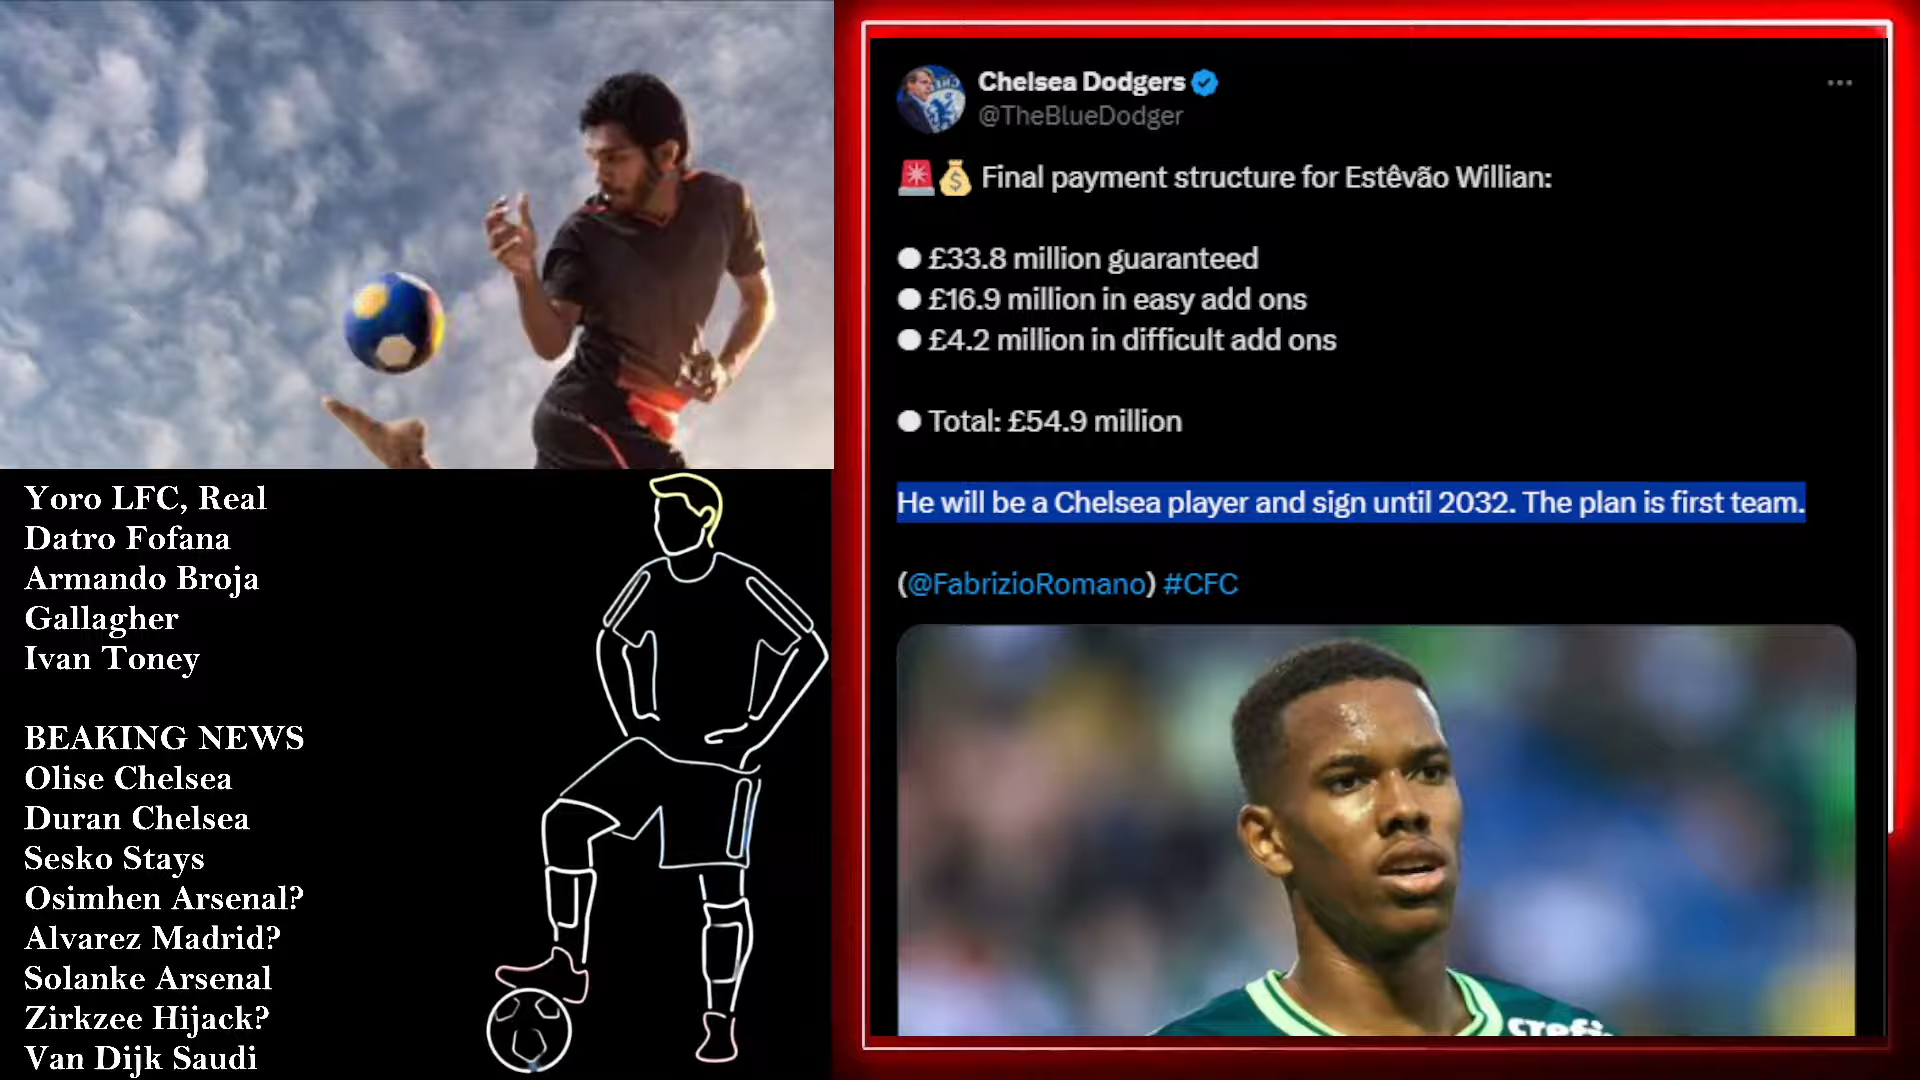 Yoro LFC, Real
Datro Fofana
Armando Broja
Gallagher
Ivan Toney
BEAKING NEWS
Olise Chelsea
Duran Chelsea
Sesko Stays
Osimhen Arsenal?
Alvarez Madrid?
Solanke Arsenal
Zirkzee Hijack?
Van Dijk Saudi
Chelsea Dodgers
@TheBlueDodger
🚨💰 Final payment structure for Estêvão Willian:
● £33.8 million guaranteed
● £16.9 million in easy add ons
● £4.2 million in difficult add ons
● Total: £54.9 million
He will be a Chelsea player and sign until 2032. The plan is first team.
(@FabrizioRomano) #CFC